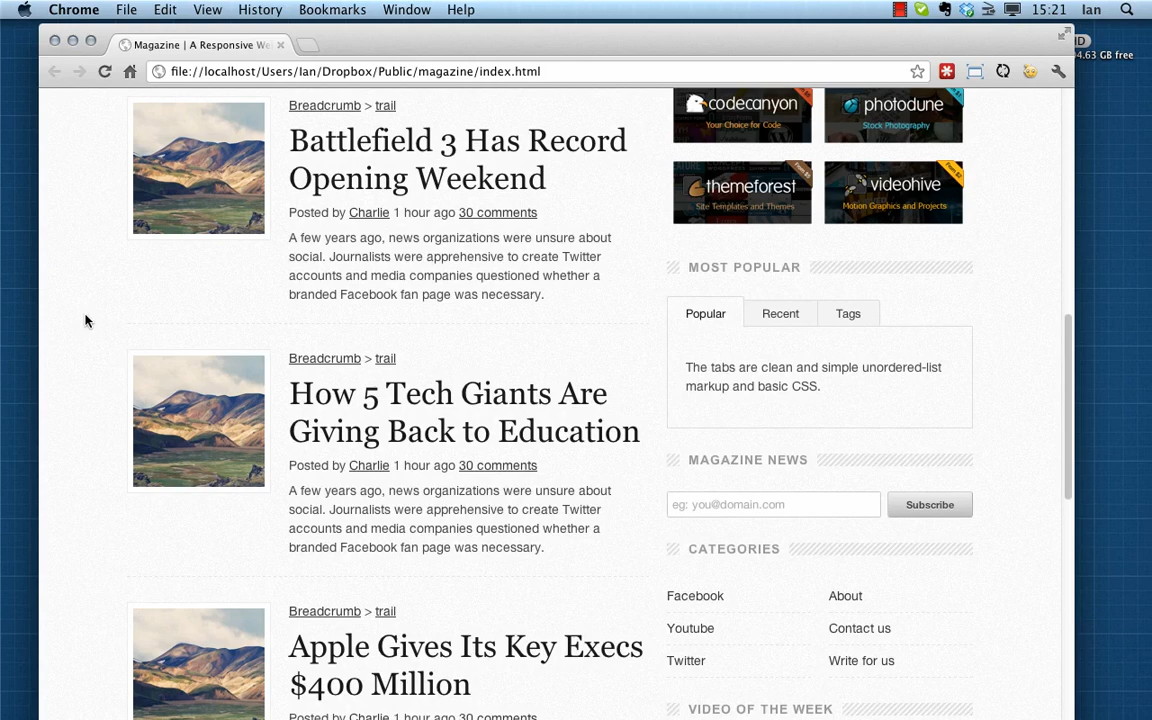 Chrome File Edit View History Bookmarks Window Help 15:21 Ian
Magazine | A Responsive We
file://localhost/Users/Ian/Dropbox/Public/magazine/index.html
GB free
Breadcrumb > trail
Battlefield 3 Has Record
Opening Weekend
Posted by Charlie 1 hour ago 30 comments
A few years ago, news organizations were unsure about
social. Journalists were apprehensive to create Twitter
accounts and media companies questioned whether a
branded Facebook fan page was necessary.
Breadcrumb > trail
How 5 Tech Giants Are
Giving Back to Education
Posted by Charlie 1 hour ago 30 comments
A few years ago, news organizations were unsure about
social. Journalists were apprehensive to create Twitter
accounts and media companies questioned whether a
branded Facebook fan page was necessary.
Breadcrumb > trail
Apple Gives Its Key Execs
$400 Million
Posted by Charlie 1 hour ago 30 comments
codecanyon
Your Choice for Code
photodune
Stock Photography
themeforest
Site Templates and Themes
videohive
Motion Graphics and Projects
MOST POPULAR
Popular Recent Tags
The tabs are clean and simple unordered-list
markup and basic CSS.
MAGAZINE NEWS
eg: you@domain.com Subscribe
CATEGORIES
Facebook About
Youtube Contact us
Twitter Write for us
VIDEO OF THE WEEK